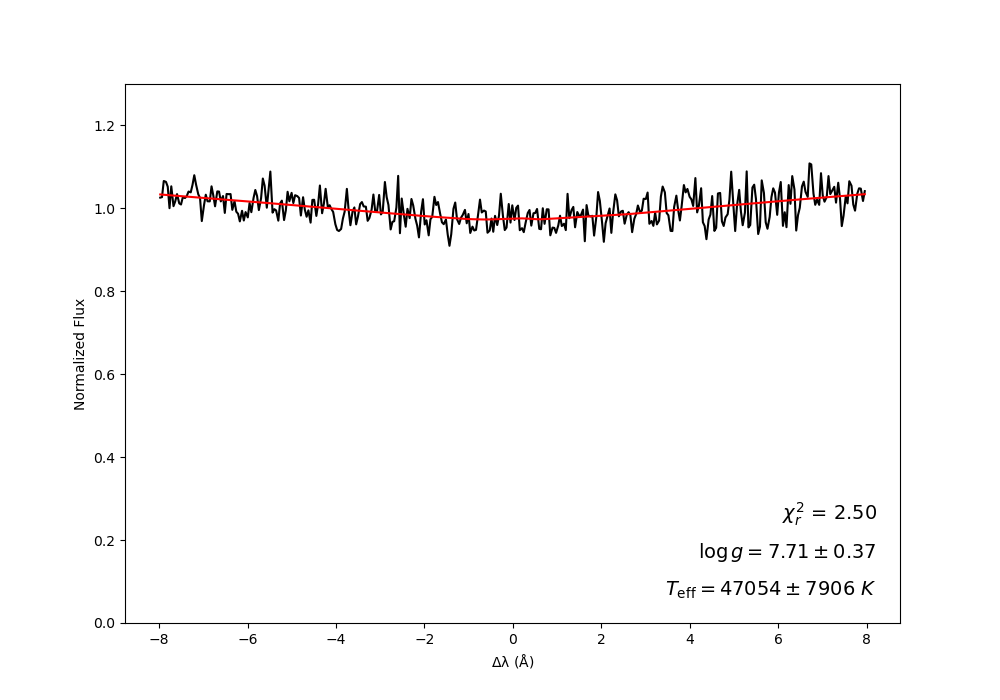 1.2
1.0
0.8
0.6
0.4
0.2
0.0
Normalized Flux
χ²ᵣ = 2.50
log g = 7.71 ± 0.37
T_eff = 47054 ± 7906 K
−8 −6 −4 −2 0 2 4 6 8
Δλ (Å)